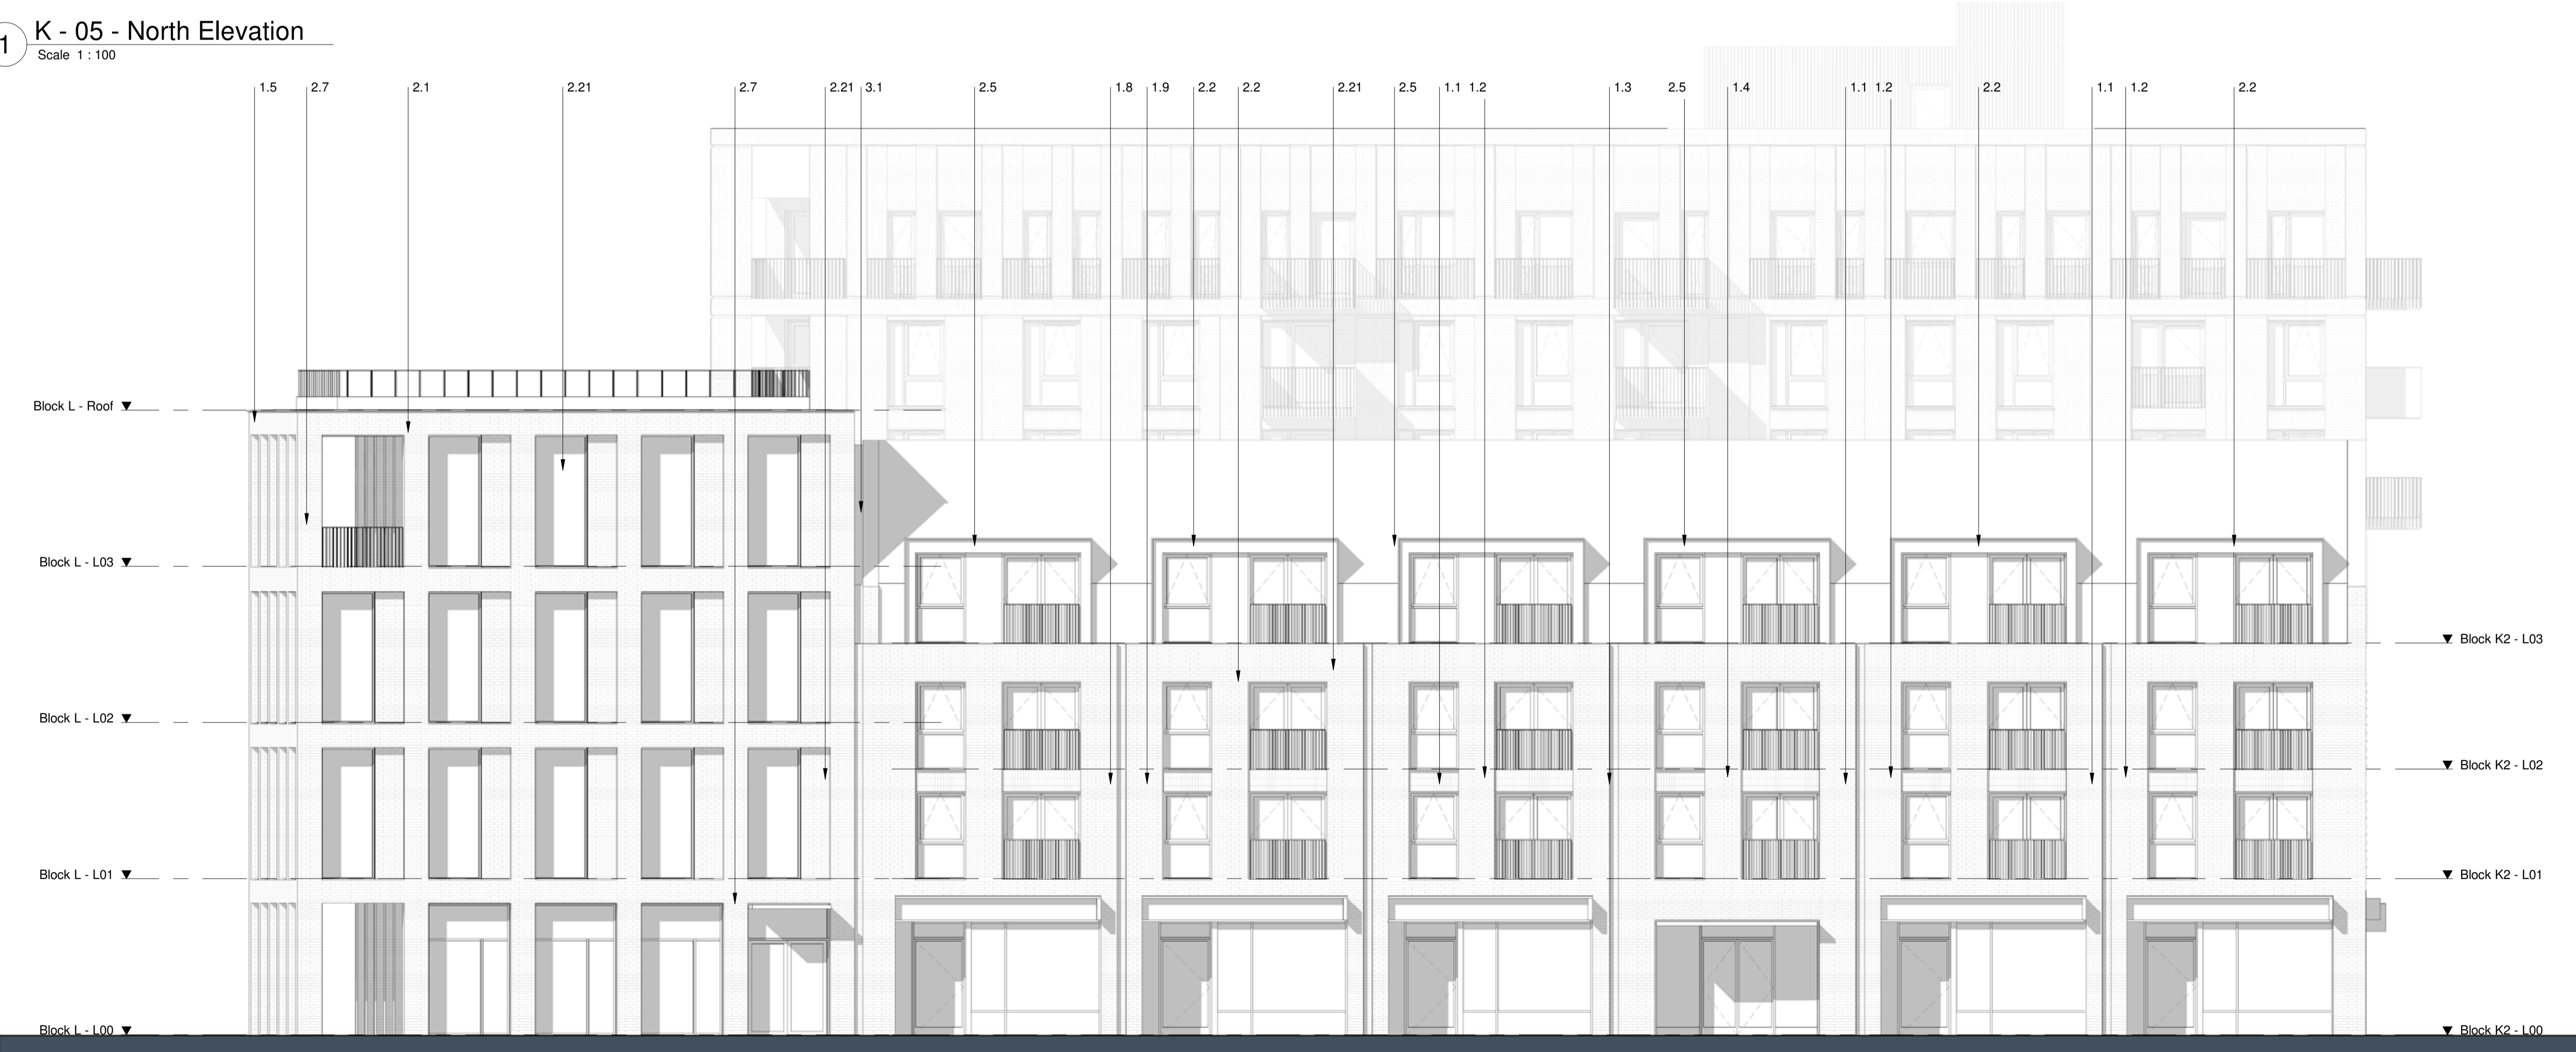 1
K - 05 - North Elevation
Scale 1 : 100
1.5 2.7 2.1 2.21 2.7 2.21 3.1 2.5 1.8 1.9 2.2 2.2 2.21 2.5 1.1 1.2 1.3 2.5 1.4 1.1 1.2 2.2 1.1 1.2 2.2
Block L - Roof
Block L - L03
Block K2 - L03
Block L - L02
Block K2 - L02
Block L - L01
Block K2 - L01
Block L - L00
Block K2 - L00